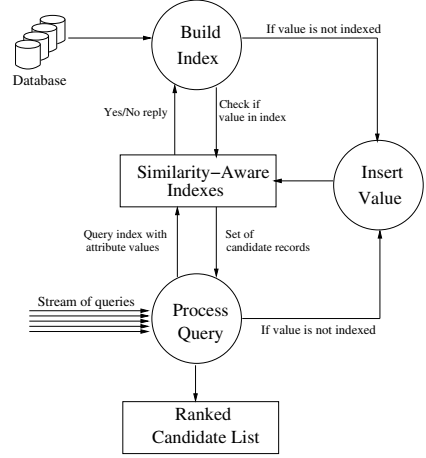 Build
Index
If value is not indexed
Database
Yes/No reply
Check if
value in index
Similarity−Aware
Indexes
Insert
Value
Query index with
attribute values
Set of
candidate records
Stream of queries
Process
Query
If value is not indexed
Ranked
Candidate List